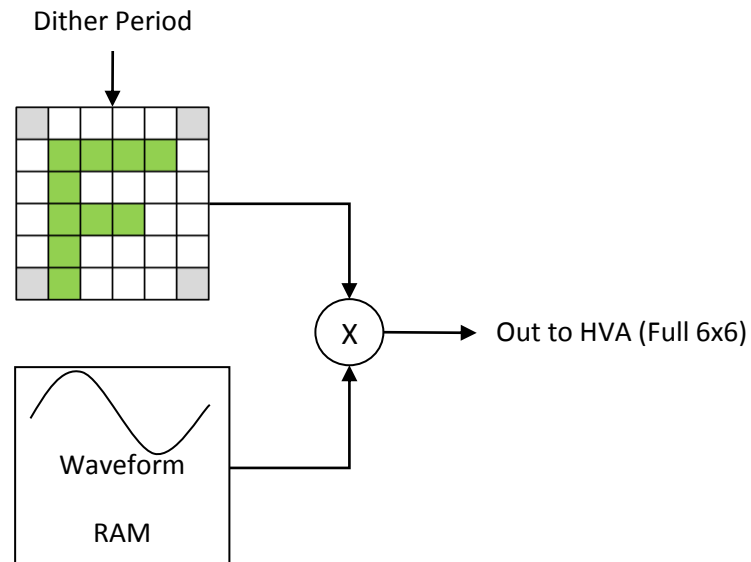 Dither Period
X
Out to HVA (Full 6x6)
Waveform
RAM